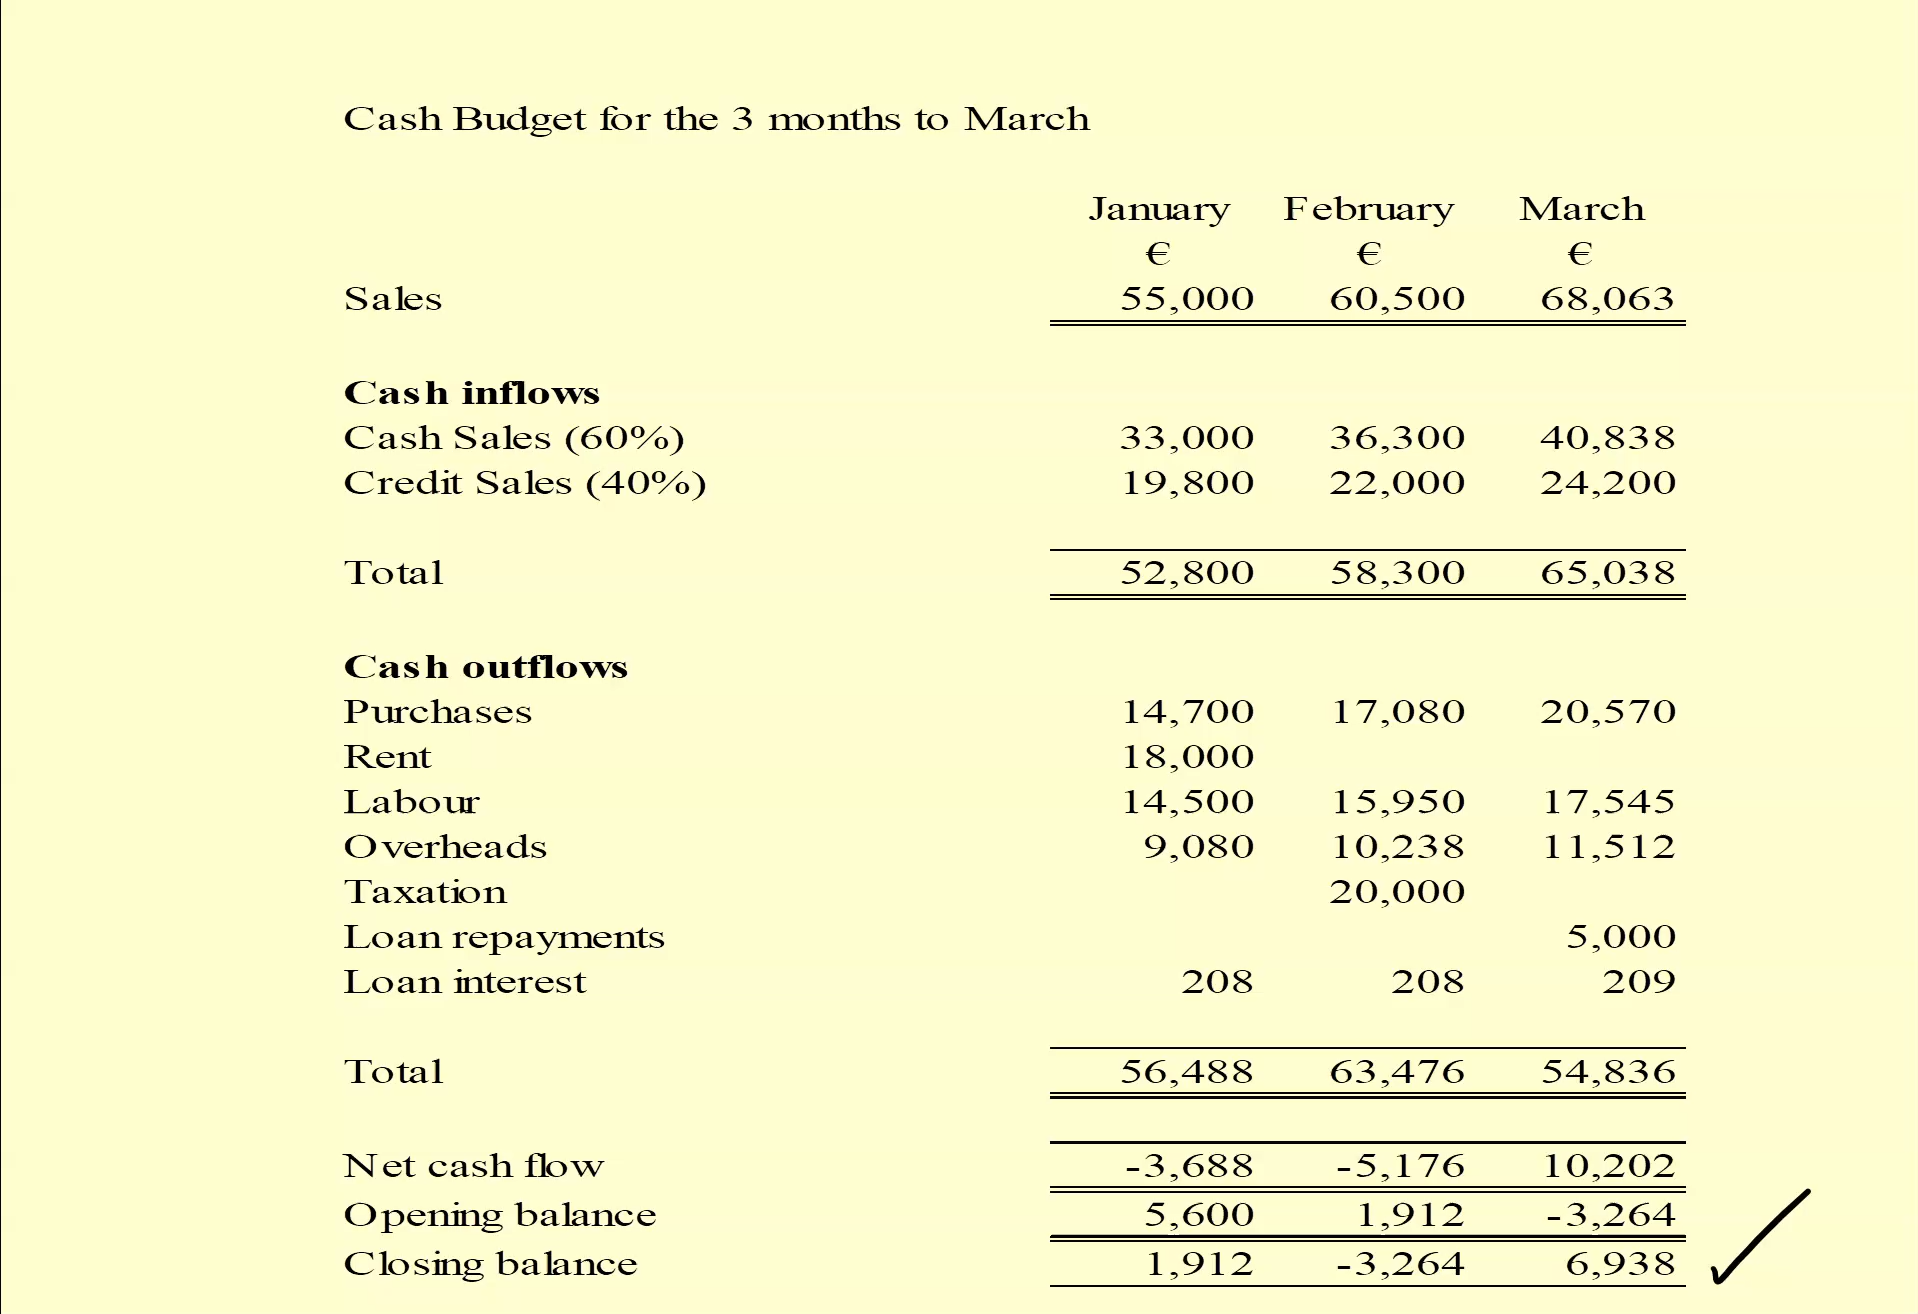 Cash Budget for the 3 months to March
January February March
€ € €
Sales 55,000 60,500 68,063
Cash inflows
Cash Sales (60%) 33,000 36,300 40,838
Credit Sales (40%) 19,800 22,000 24,200
Total 52,800 58,300 65,038
Cash outflows
Purchases 14,700 17,080 20,570
Rent 18,000
Labour 14,500 15,950 17,545
Overheads 9,080 10,238 11,512
Taxation 20,000
Loan repayments 5,000
Loan interest 208 208 209
Total 56,488 63,476 54,836
Net cash flow -3,688 -5,176 10,202
Opening balance 5,600 1,912 -3,264
Closing balance 1,912 -3,264 6,938